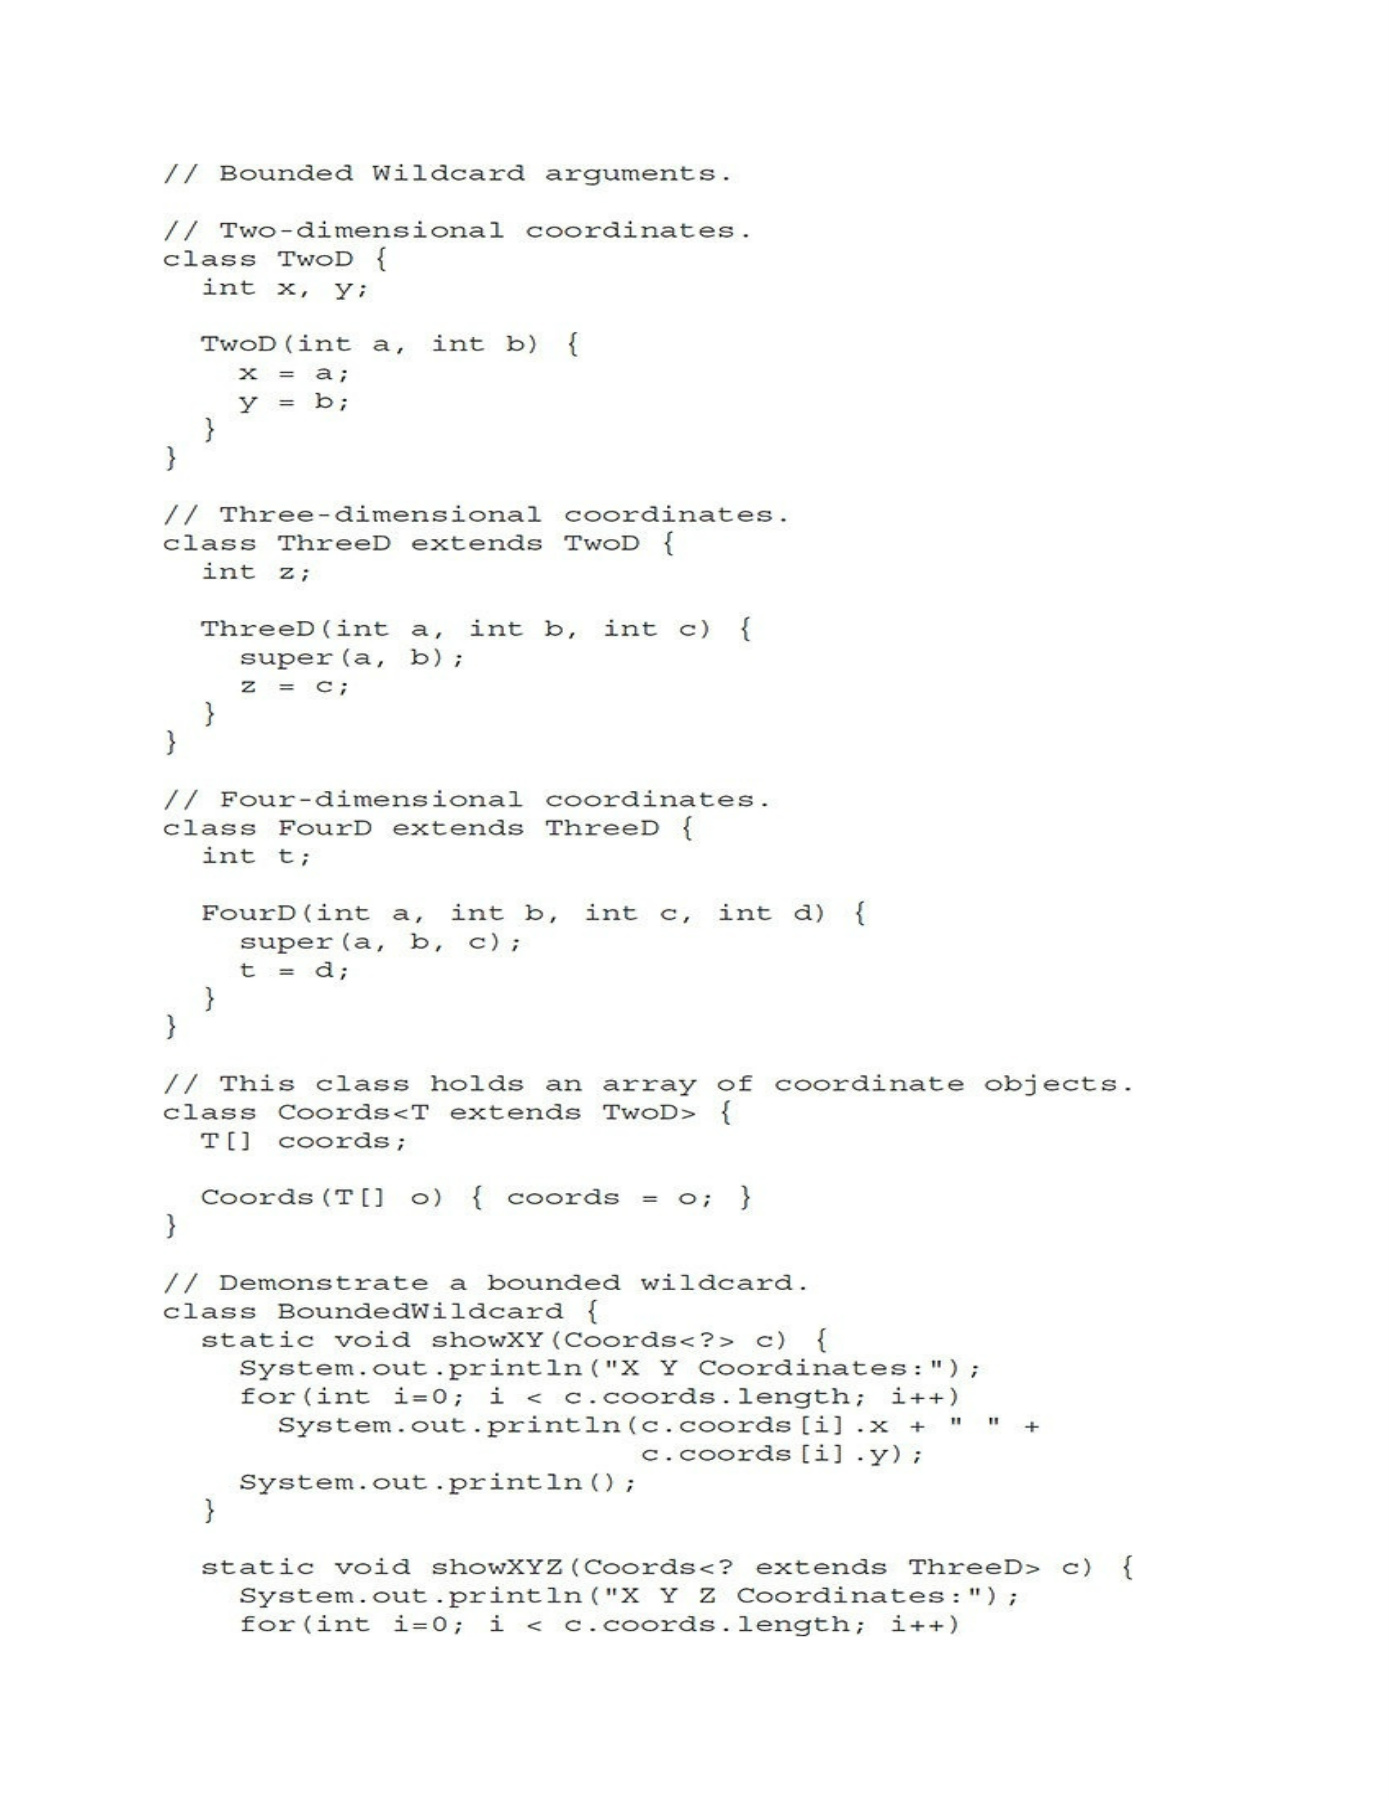 // Bounded Wildcard arguments.

// Two-dimensional coordinates.
class TwoD {
  int x, y;

  TwoD(int a, int b) {
    x = a;
    y = b;
  }
}

// Three-dimensional coordinates.
class ThreeD extends TwoD {
  int z;

  ThreeD(int a, int b, int c) {
    super(a, b);
    z = c;
  }
}

// Four-dimensional coordinates.
class FourD extends ThreeD {
  int t;

  FourD(int a, int b, int c, int d) {
    super(a, b, c);
    t = d;
  }
}

// This class holds an array of coordinate objects.
class Coords<T extends TwoD> {
  T[] coords;

  Coords(T[] o) { coords = o; }
}

// Demonstrate a bounded wildcard.
class BoundedWildcard {
  static void showXY(Coords<?> c) {
    System.out.println("X Y Coordinates:");
    for(int i=0; i < c.coords.length; i++)
      System.out.println(c.coords[i].x + " " +
                         c.coords[i].y);
    System.out.println();
  }

  static void showXYZ(Coords<? extends ThreeD> c) {
    System.out.println("X Y Z Coordinates:");
    for(int i=0; i < c.coords.length; i++)